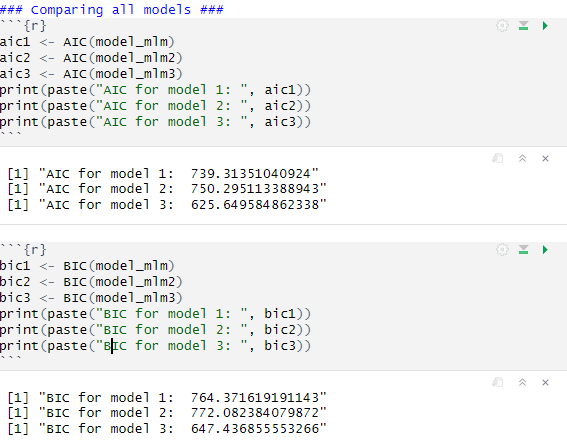 ### Comparing all models ###
```{r}
aic1 <- AIC(model_mlm)
aic2 <- AIC(model_mlm2)
aic3 <- AIC(model_mlm3)
print(paste("AIC for model 1: ", aic1))
print(paste("AIC for model 2: ", aic2))
print(paste("AIC for model 3: ", aic3))
```
[1] "AIC for model 1:  739.31351040924"
[1] "AIC for model 2:  750.295113388943"
[1] "AIC for model 3:  625.649584862338"
```{r}
bic1 <- BIC(model_mlm)
bic2 <- BIC(model_mlm2)
bic3 <- BIC(model_mlm3)
print(paste("BIC for model 1: ", bic1))
print(paste("BIC for model 2: ", bic2))
print(paste("BIC for model 3: ", bic3))
```
[1] "BIC for model 1:  764.371619191143"
[1] "BIC for model 2:  772.082384079872"
[1] "BIC for model 3:  647.436855553266"